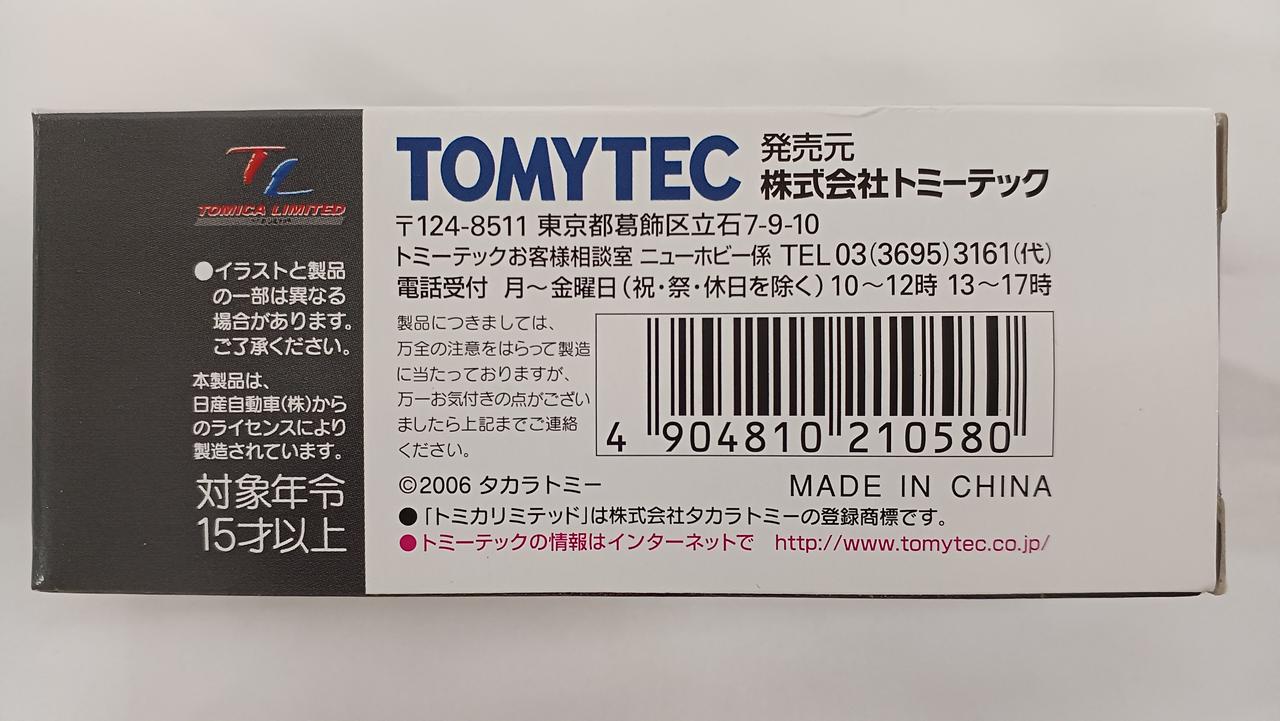 TL
TOMICA LIMITED
●イラストと製品
の一部は異なる
場合があります。
ご了承ください。
本製品は、
日産自動車(株)から
のライセンスにより
製造されています。
対象年令
15才以上
TOMYTEC 発売元
株式会社トミーテック
〒124-8511 東京都葛飾区立石7-9-10
トミーテックお客様相談室 ニューホビー係 TEL 03(3695)3161(代)
電話受付 月～金曜日(祝・祭・休日を除く) 10～12時 13～17時
製品につきましては、
万全の注意をはらって製造
に当たっておりますが、
万一お気付きの点がござい
ましたら上記までご連絡
ください。
4 904810 210580
©2006 タカラトミー MADE IN CHINA
●「トミカリミテッド」は株式会社タカラトミーの登録商標です。
●トミーテックの情報はインターネットで http://www.tomytec.co.jp/